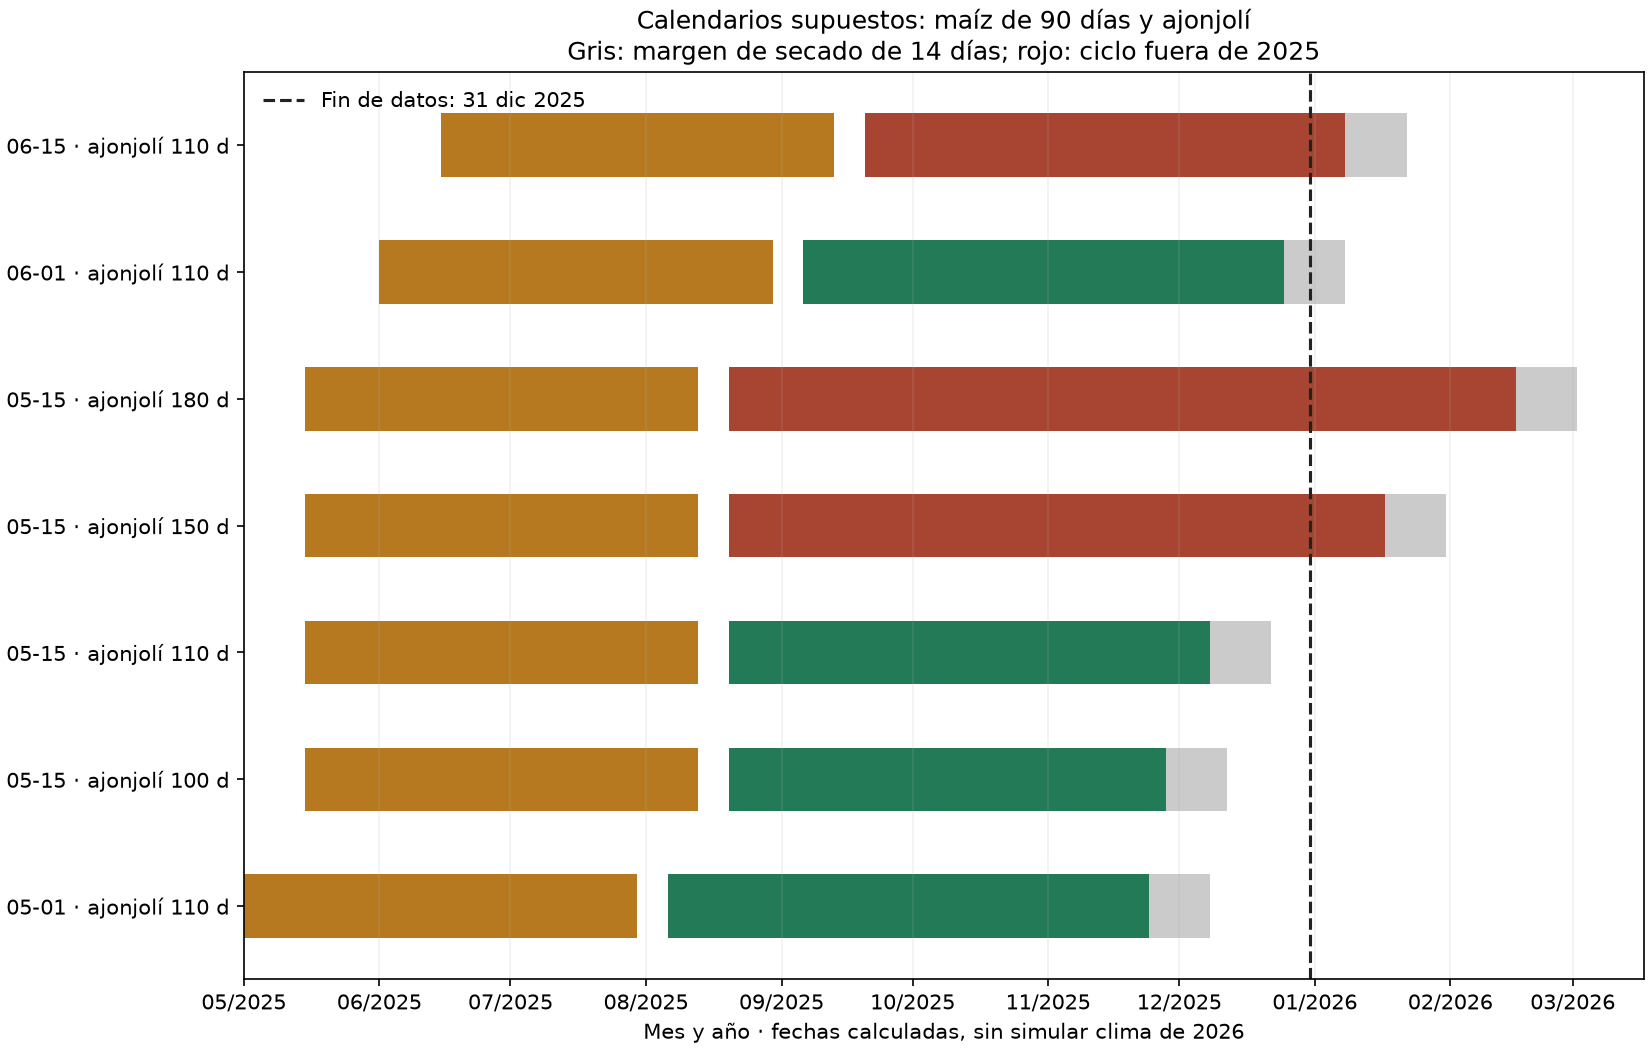 Calendarios supuestos: maíz de 90 días y ajonjolí
Gris: margen de secado de 14 días; rojo: ciclo fuera de 2025
Fin de datos: 31 dic 2025
06-15 · ajonjolí 110 d
06-01 · ajonjolí 110 d
05-15 · ajonjolí 180 d
05-15 · ajonjolí 150 d
05-15 · ajonjolí 110 d
05-15 · ajonjolí 100 d
05-01 · ajonjolí 110 d
05/2025 06/2025 07/2025 08/2025 09/2025 10/2025 11/2025 12/2025 01/2026 02/2026 03/2026
Mes y año · fechas calculadas, sin simular clima de 2026